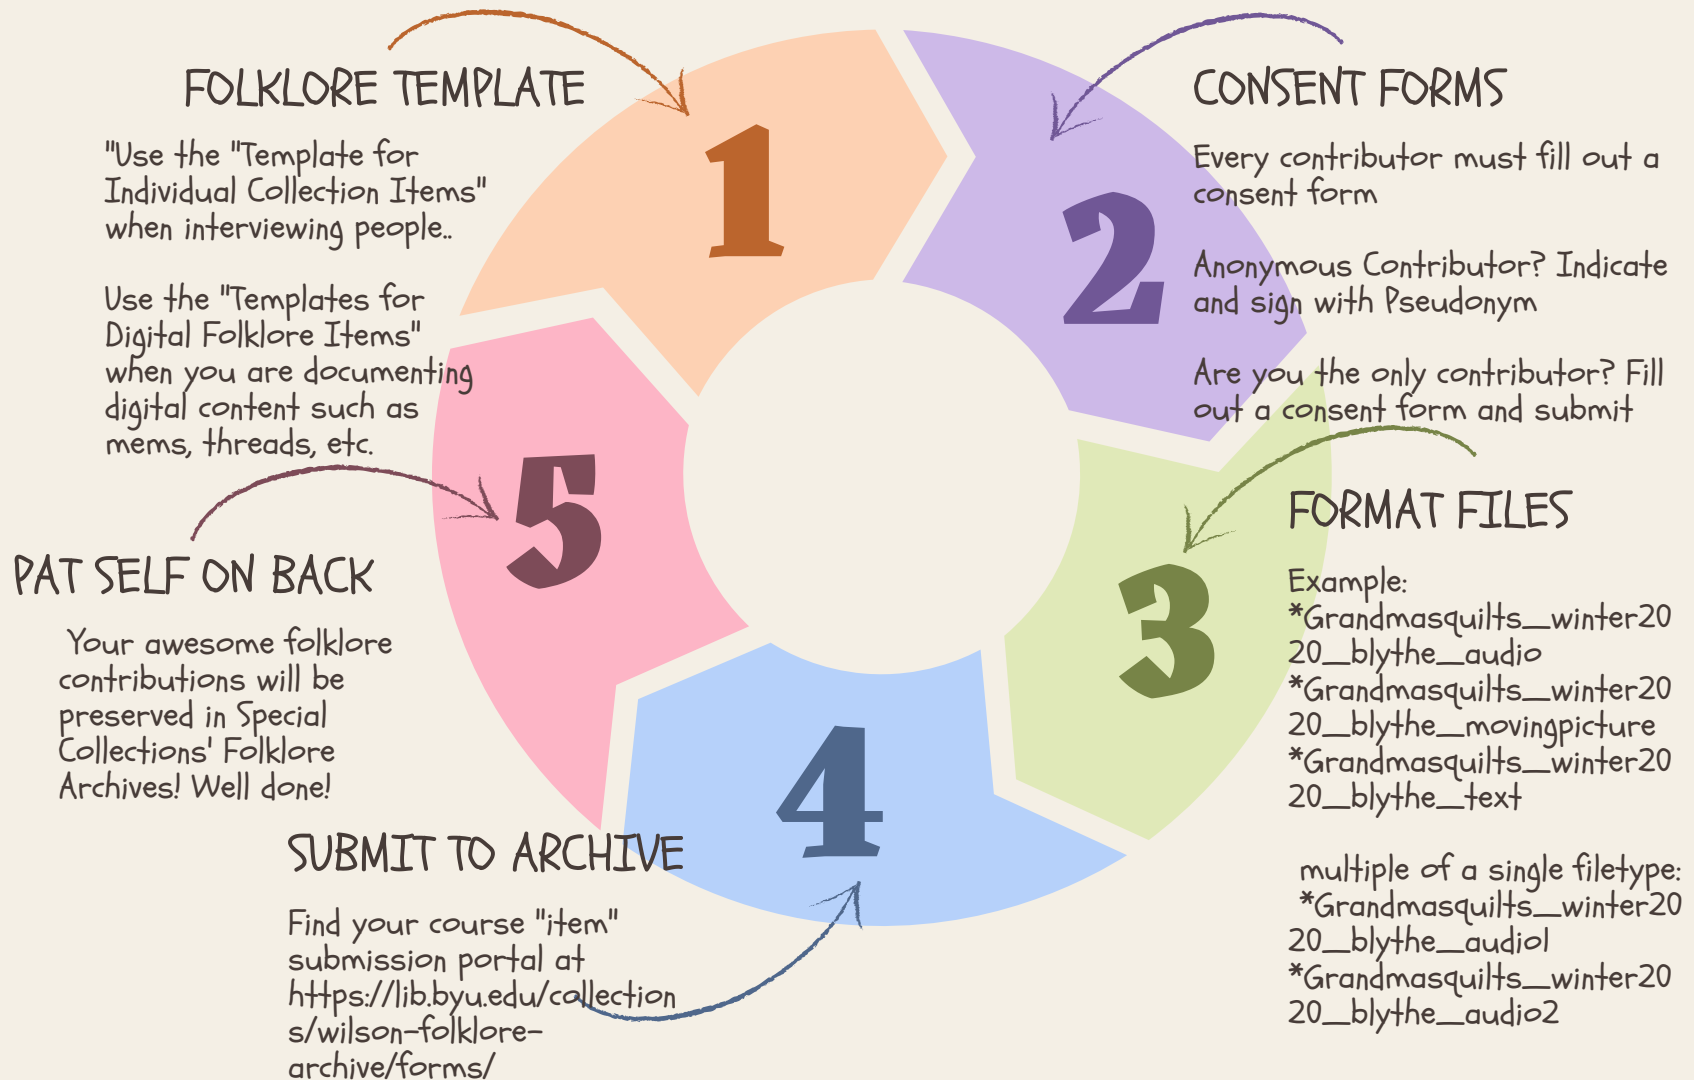 FOLKLORE TEMPLATE
"Use the "Template for
Individual Collection Items"
when interviewing people..
Use the "Templates for
Digital Folklore Items"
when you are documenting
digital content such as
mems, threads, etc.
1
CONSENT FORMS
Every contributor must fill out a
consent form
Anonymous Contributor? Indicate
and sign with Pseudonym
Are you the only contributor? Fill
out a consent form and submit
2
FORMAT FILES
Example:
*Grandmasquilts_winter20
20_blythe_audio
*Grandmasquilts_winter20
20_blythe_movingpicture
*Grandmasquilts_winter20
20_blythe_text
multiple of a single filetype:
*Grandmasquilts_winter20
20_blythe_audio1
*Grandmasquilts_winter20
20_blythe_audio2
3
SUBMIT TO ARCHIVE
Find your course "item"
submission portal at
https://lib.byu.edu/collection
s/wilson-folklore-
archive/forms/
4
PAT SELF ON BACK
Your awesome folklore
contributions will be
preserved in Special
Collections' Folklore
Archives! Well done!
5